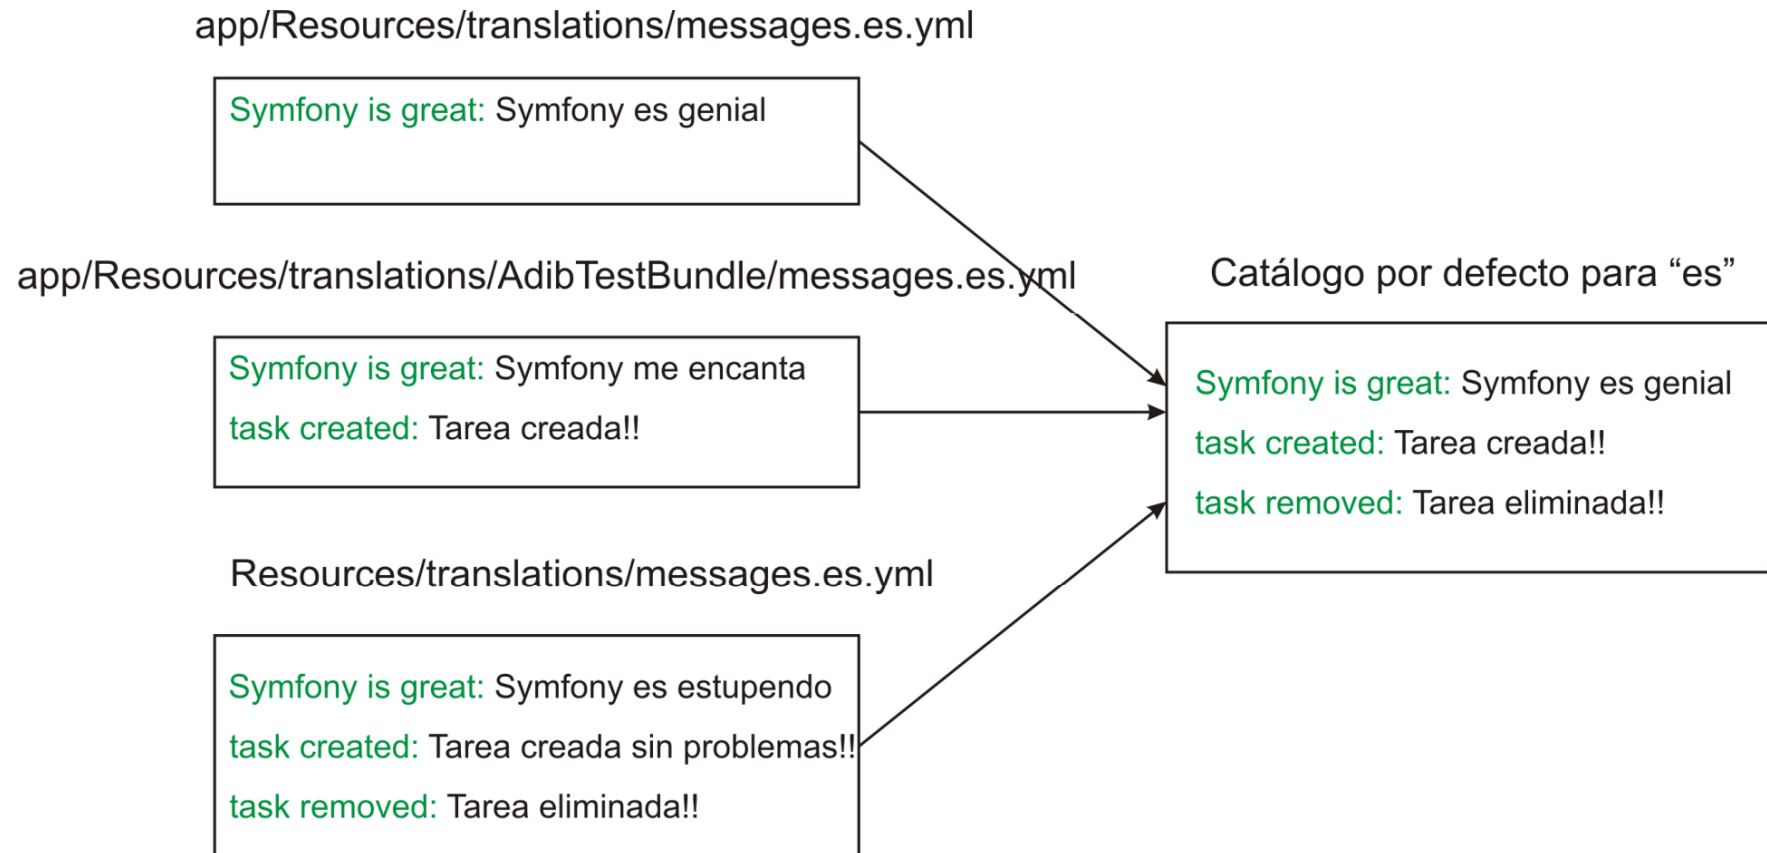 app/Resources/translations/messages.es.yml
Symfony is great: Symfony es genial
app/Resources/translations/AdibTestBundle/messages.es.yml
Symfony is great: Symfony me encanta
task created: Tarea creada!!
Resources/translations/messages.es.yml
Symfony is great: Symfony es estupendo
task created: Tarea creada sin problemas!!
task removed: Tarea eliminada!!
Catálogo por defecto para “es”
Symfony is great: Symfony es genial
task created: Tarea creada!!
task removed: Tarea eliminada!!